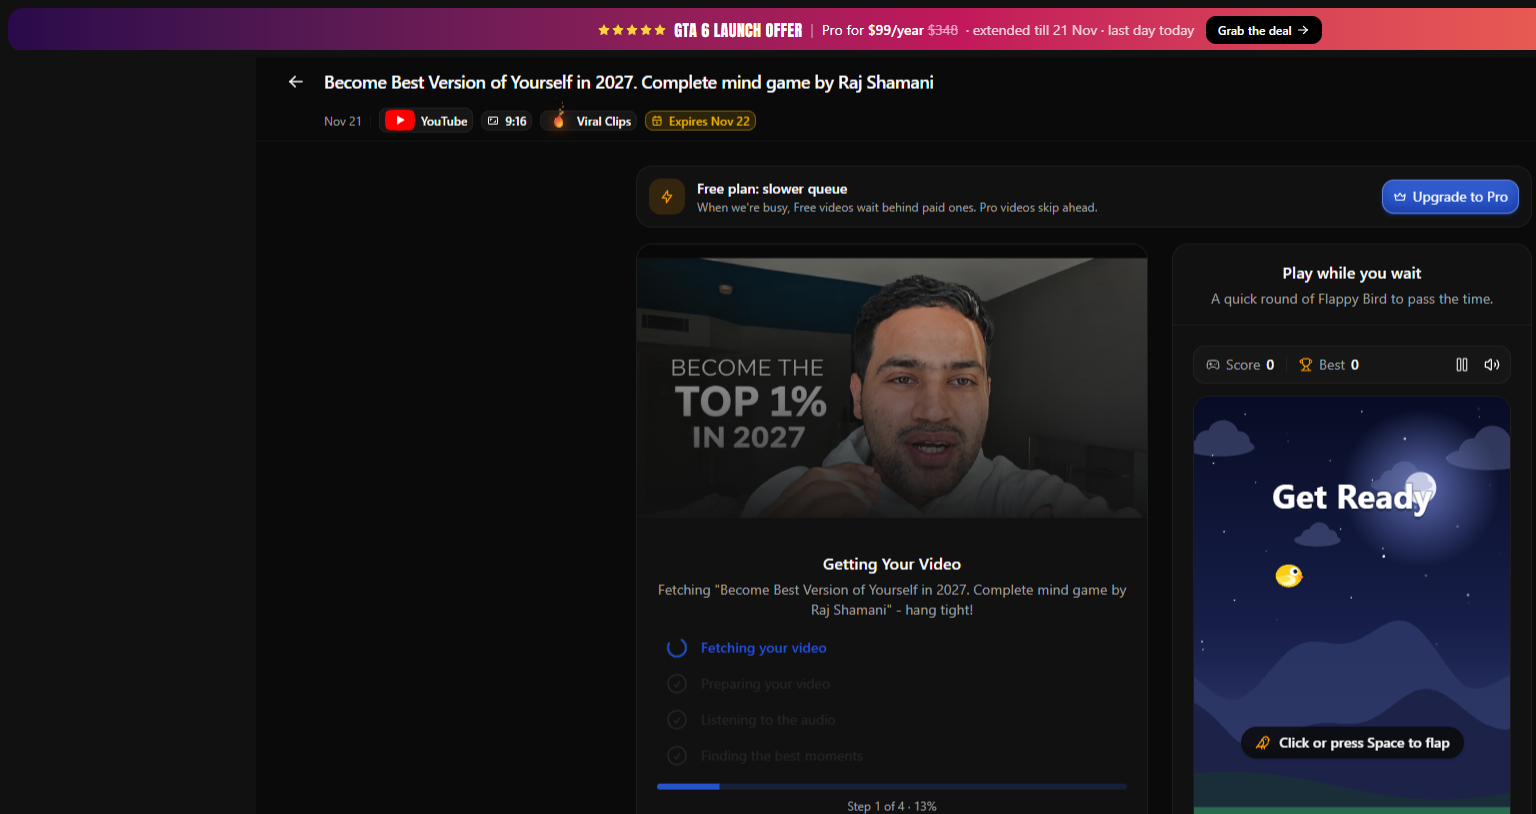 GTA 6 LAUNCH OFFER | Pro for $99/year $348 · extended till 21 Nov · last day today Grab the deal →
Become Best Version of Yourself in 2027. Complete mind game by Raj Shamani
Nov 21 YouTube 9:16 Viral Clips Expires Nov 22
Free plan: slower queue
When we're busy, Free videos wait behind paid ones. Pro videos skip ahead.
Upgrade to Pro
BECOME THE
TOP 1%
IN 2027
Getting Your Video
Fetching "Become Best Version of Yourself in 2027. Complete mind game by
Raj Shamani" - hang tight!
Fetching your video
Preparing your video
Listening to the audio
Finding the best moments
Step 1 of 4 · 13%
Play while you wait
A quick round of Flappy Bird to pass the time.
Score 0 Best 0
Get Ready
Click or press Space to flap